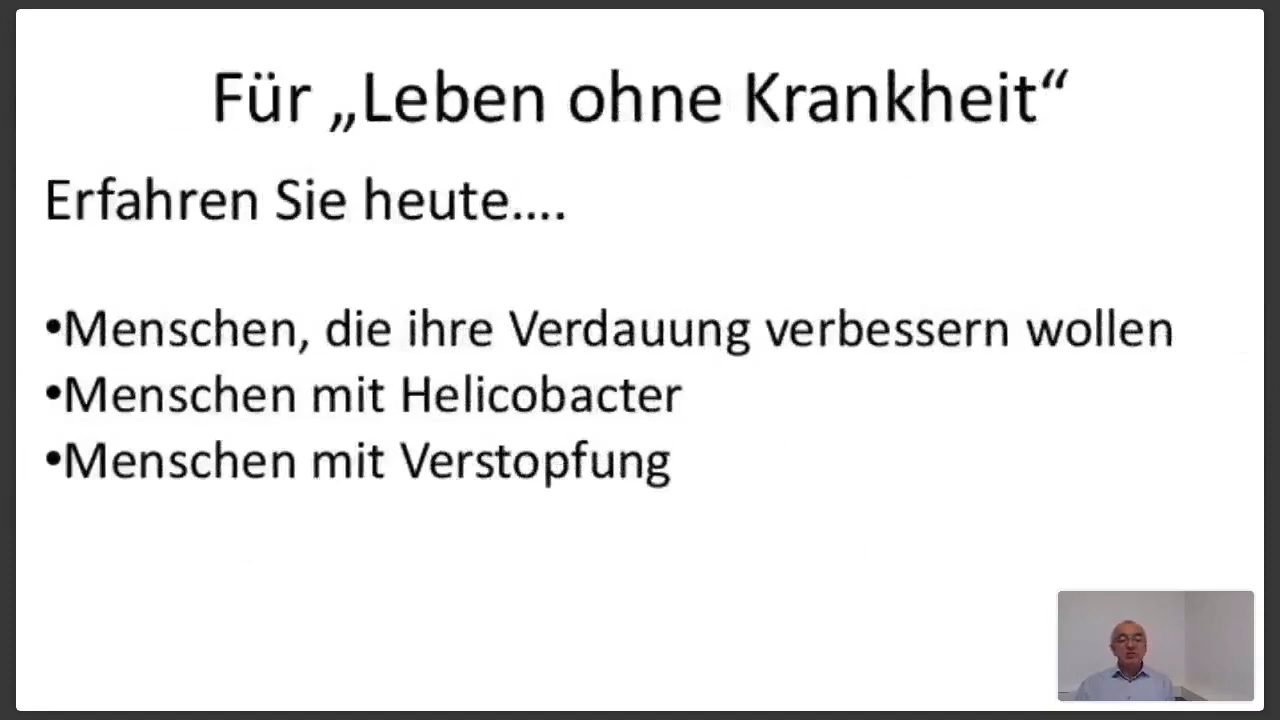 Für „Leben ohne Krankheit“
Erfahren Sie heute....
•Menschen, die ihre Verdauung verbessern wollen
•Menschen mit Helicobacter
•Menschen mit Verstopfung